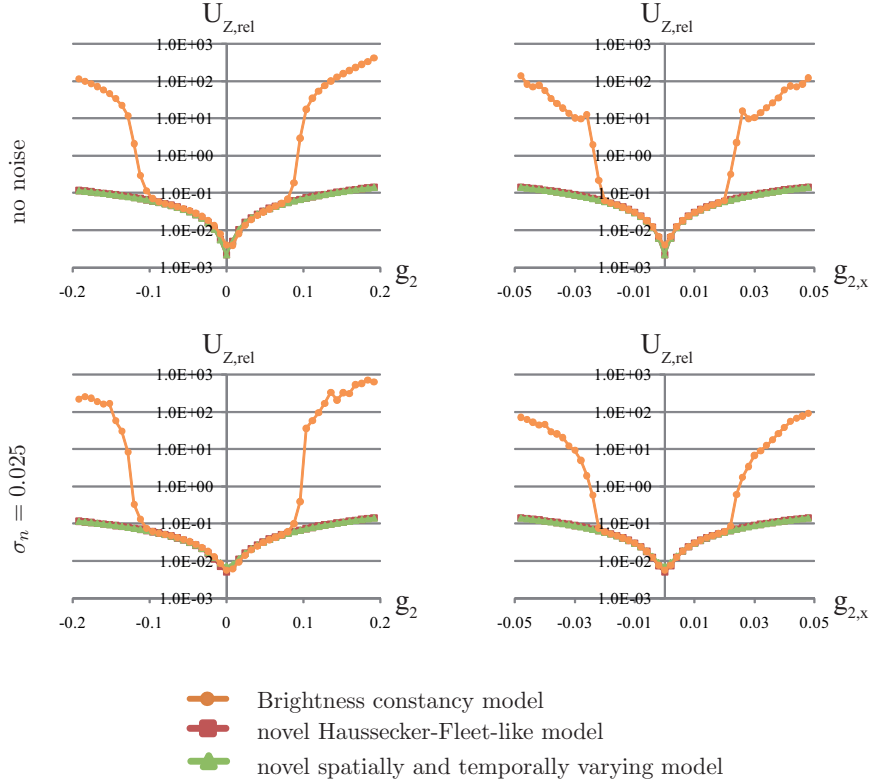 U_Z,rel
U_Z,rel
1.0E+03
1.0E+02
1.0E+01
1.0E+00
1.0E-01
1.0E-02
1.0E-03
-0.2 -0.1 0 0.1 0.2
g_2
1.0E+03
1.0E+02
1.0E+01
1.0E+00
1.0E-01
1.0E-02
1.0E-03
-0.05 -0.03 -0.01 0.01 0.03 0.05
g_2,x
no noise
U_Z,rel
U_Z,rel
1.0E+03
1.0E+02
1.0E+01
1.0E+00
1.0E-01
1.0E-02
1.0E-03
-0.2 -0.1 0 0.1 0.2
g_2
1.0E+03
1.0E+02
1.0E+01
1.0E+00
1.0E-01
1.0E-02
1.0E-03
-0.05 -0.03 -0.01 0.01 0.03 0.05
g_2,x
σ_n = 0.025
Brightness constancy model
novel Haussecker-Fleet-like model
novel spatially and temporally varying model